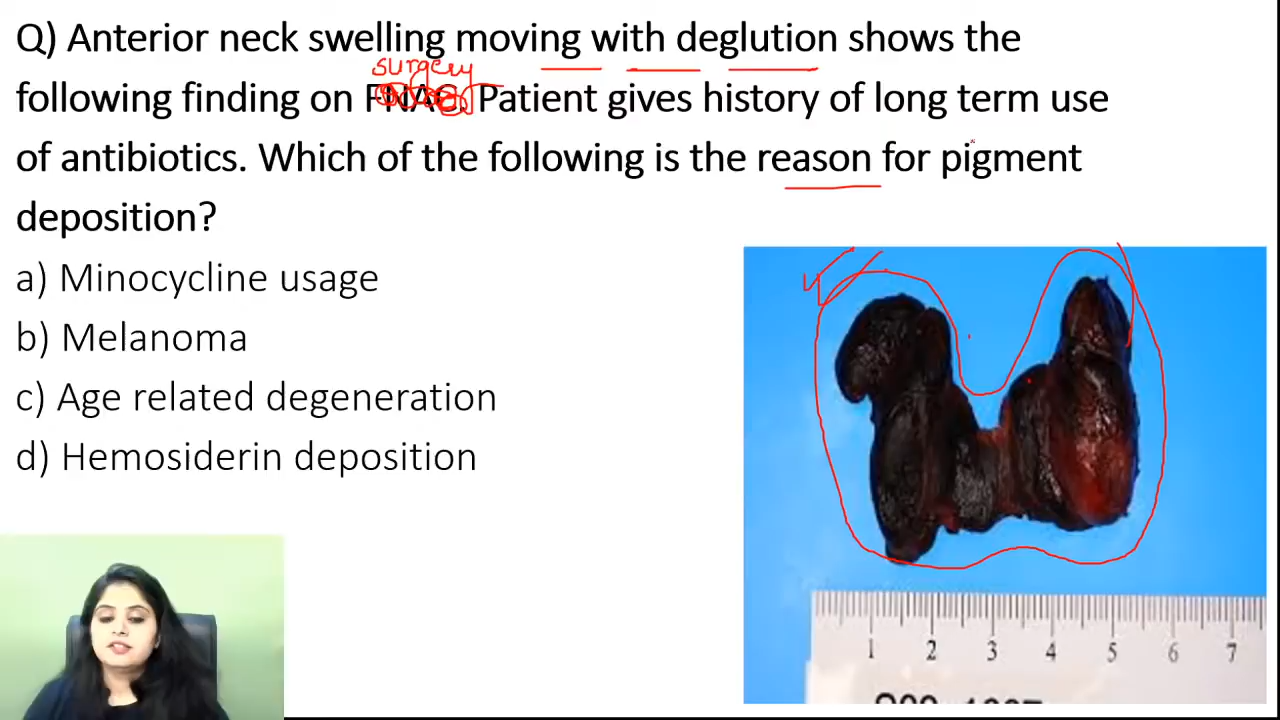 Q) Anterior neck swelling moving with deglution shows the
surgery
following finding on FNAC. Patient gives history of long term use
of antibiotics. Which of the following is the reason for pigment
deposition?
a) Minocycline usage
b) Melanoma
c) Age related degeneration
d) Hemosiderin deposition
1 2 3 4 5 6 7